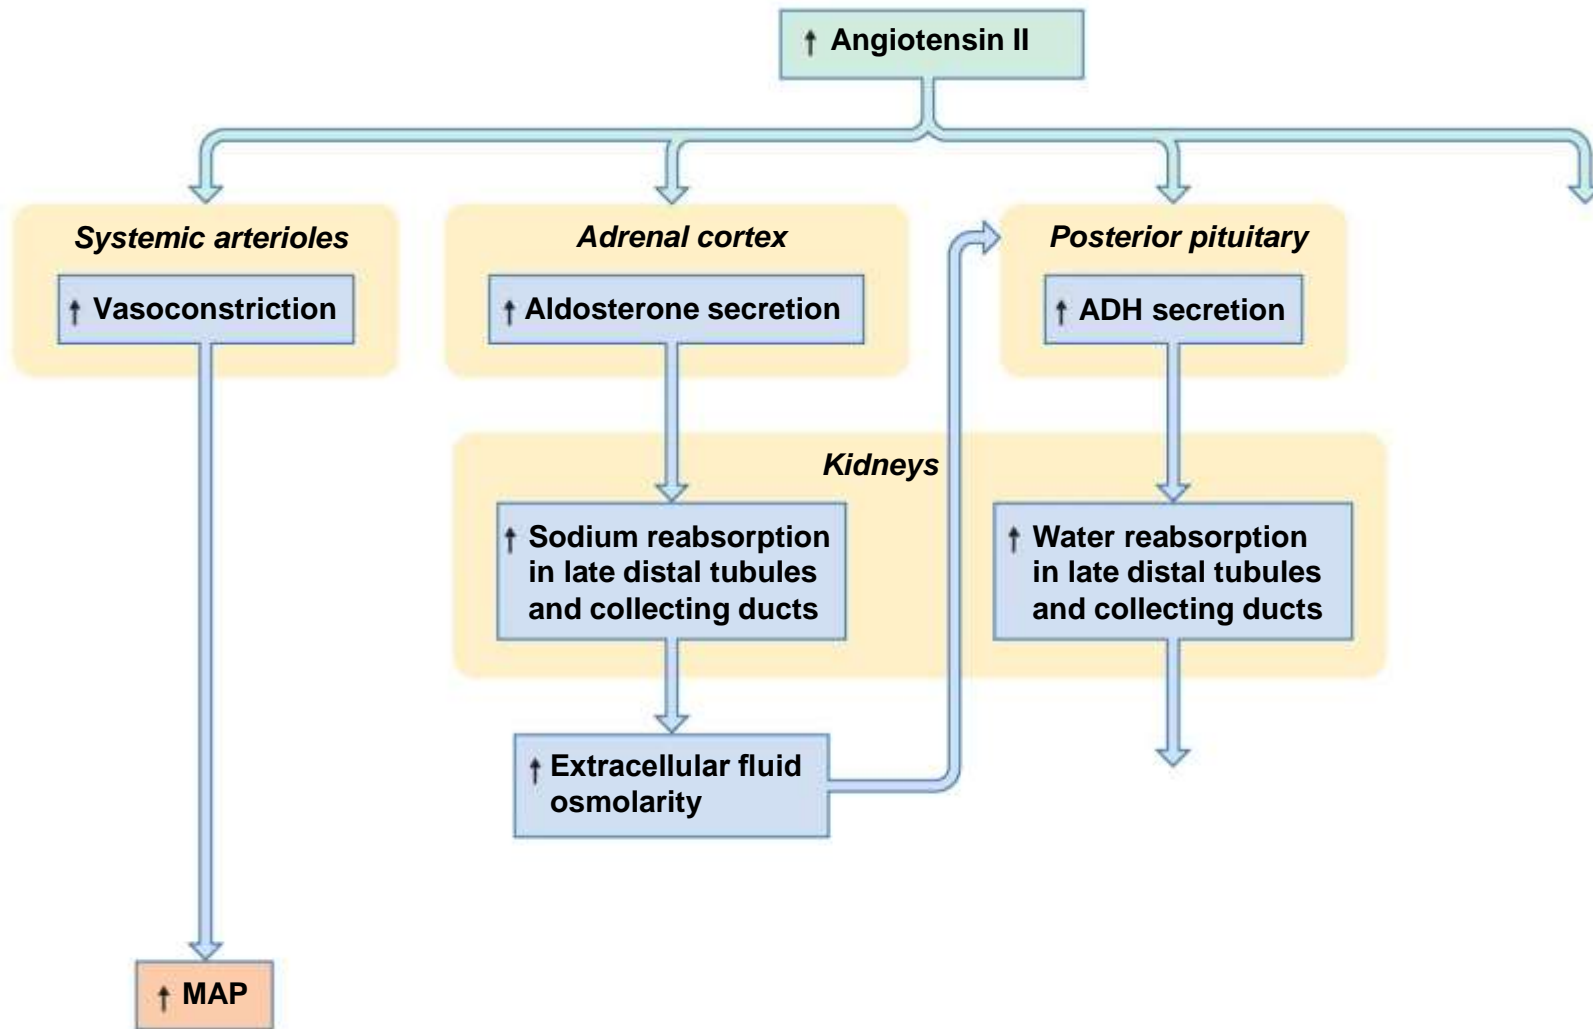 ↑ Angiotensin II
Systemic arterioles
↑ Vasoconstriction
Adrenal cortex
↑ Aldosterone secretion
Posterior pituitary
↑ ADH secretion
Kidneys
↑ Sodium reabsorption
in late distal tubules
and collecting ducts
↑ Water reabsorption
in late distal tubules
and collecting ducts
↑ Extracellular fluid
osmolarity
↑ MAP